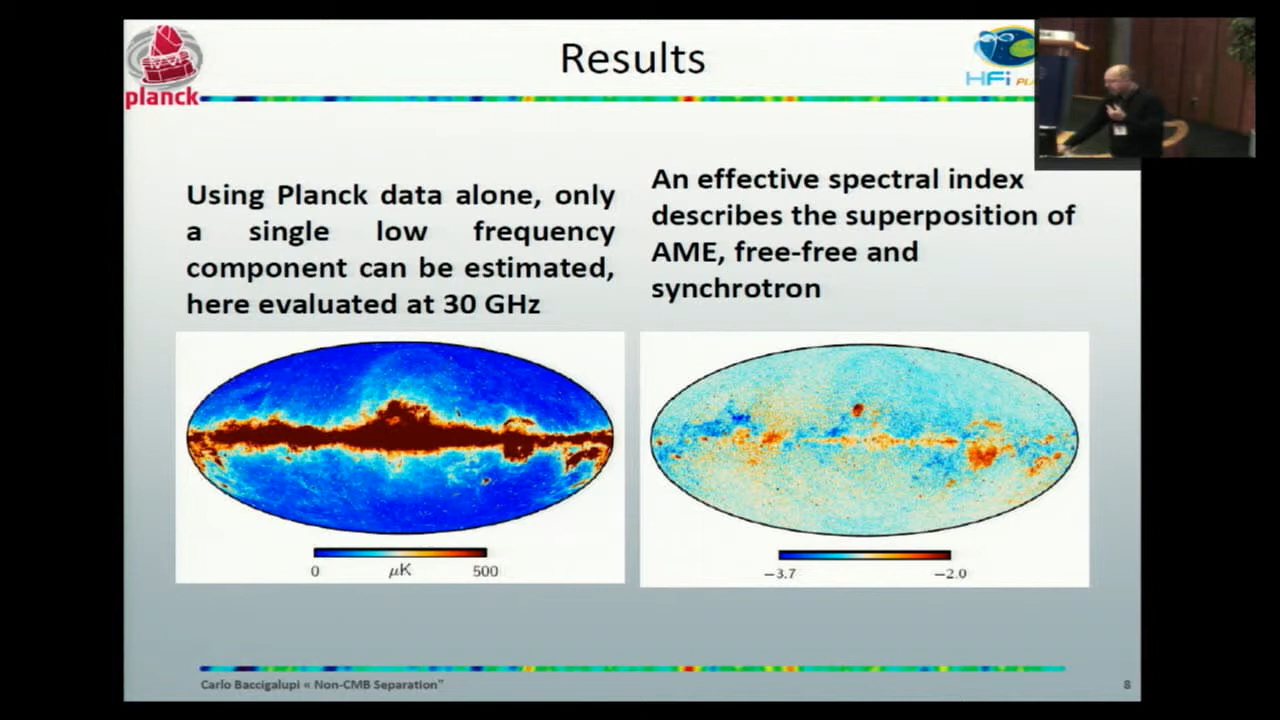 Results
planck
HFi PL
Using Planck data alone, only
a single low frequency
component can be estimated,
here evaluated at 30 GHz
An effective spectral index
describes the superposition of
AME, free-free and
synchrotron
0 μK 500
−3.7 −2.0
Carlo Baccigalupi « Non-CMB Separation"
8